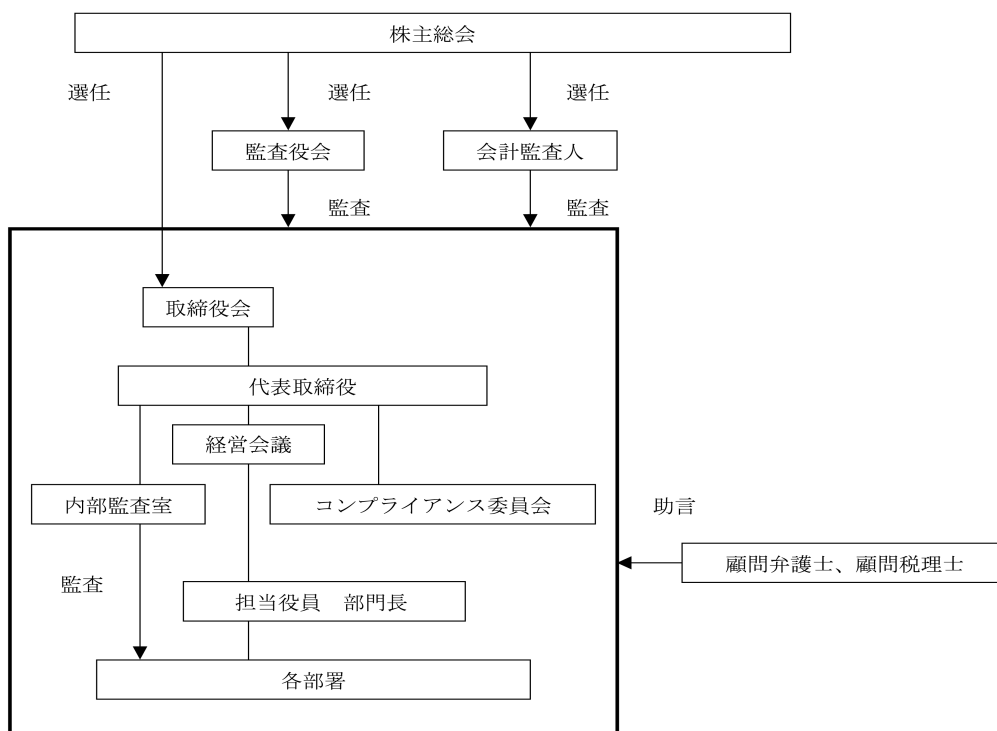 株主総会
選任
選任
選任
監査役会
会計監査人
監査
監査
取締役会
代表取締役
経営会議
内部監査室
コンプライアンス委員会
助言
顧問弁護士、顧問税理士
監査
担当役員　部門長
各部署